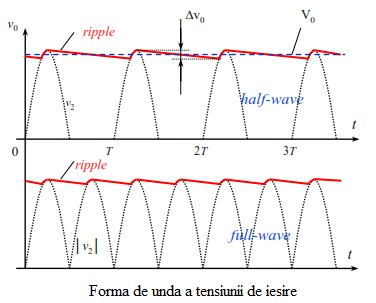 v₀
ripple
Δv₀
V₀
v₂
half-wave
t
0
T
2T
3T
ripple
|v₂|
full-wave
t
Forma de unda a tensiunii de iesire